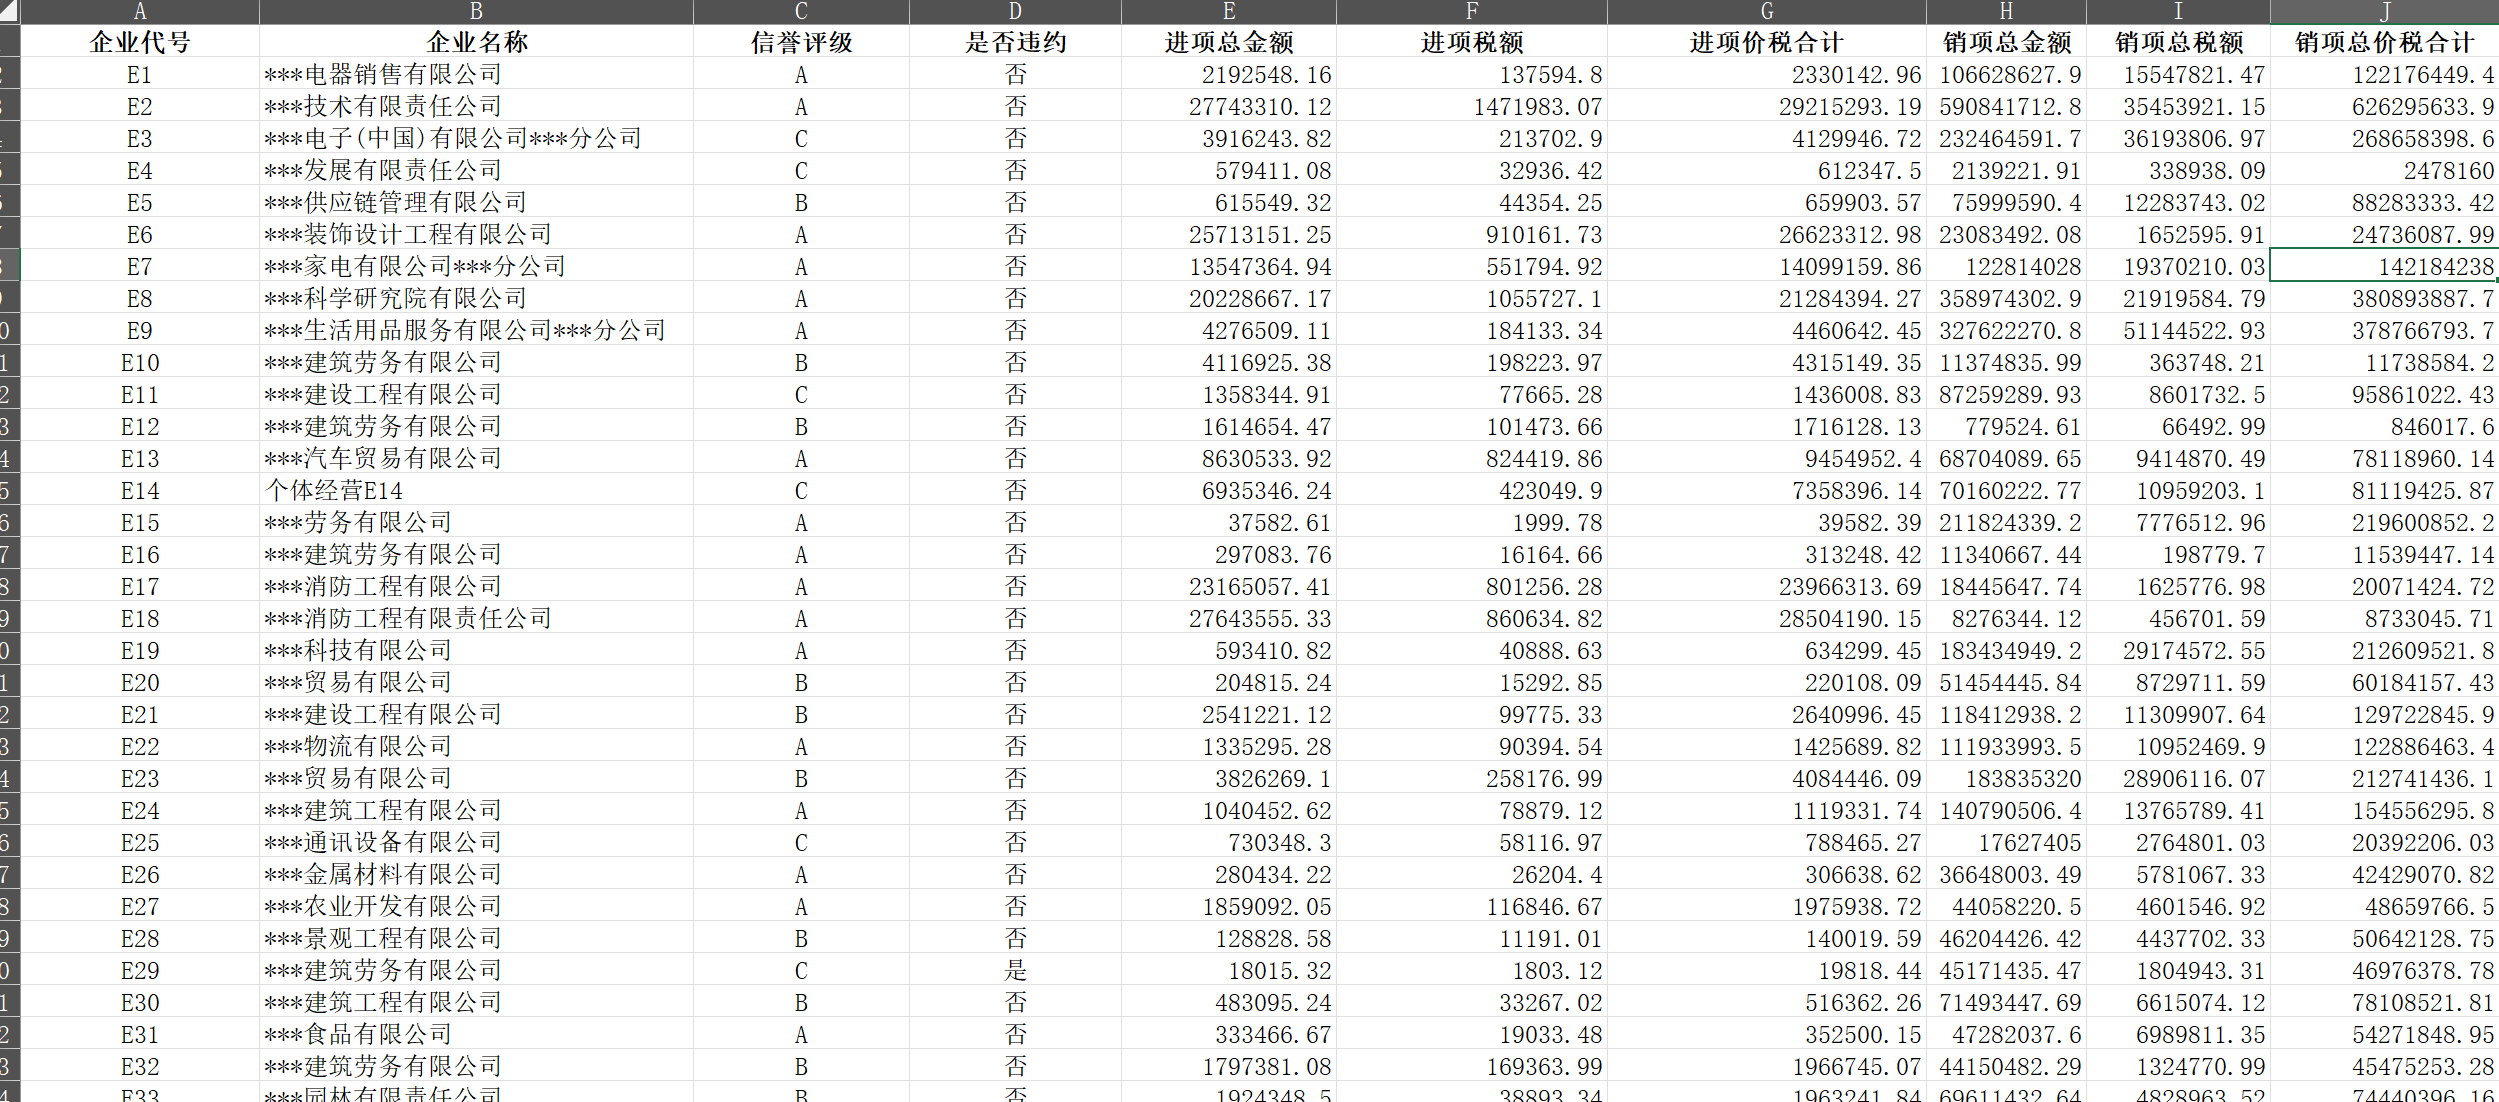 A B C D E F G H I J
企业代号 企业名称 信誉评级 是否违约 进项总金额 进项税额 进项价税合计 销项总金额 销项总税额 销项总价税合计
E1 ***电器销售有限公司 A 否 2192548.16 137594.8 2330142.96 106628627.9 15547821.47 122176449.4
E2 ***技术有限责任公司 A 否 27743310.12 1471983.07 29215293.19 590841712.8 35453921.15 626295633.9
E3 ***电子(中国)有限公司***分公司 C 否 3916243.82 213702.9 4129946.72 232464591.7 36193806.97 268658398.6
E4 ***发展有限责任公司 C 否 579411.08 32936.42 612347.5 2139221.91 338938.09 2478160
E5 ***供应链管理有限公司 B 否 615549.32 44354.25 659903.57 75999590.4 12283743.02 88283333.42
E6 ***装饰设计工程有限公司 A 否 25713151.25 910161.73 26623312.98 23083492.08 1652595.91 24736087.99
E7 ***家电有限公司***分公司 A 否 13547364.94 551794.92 14099159.86 122814028 19370210.03 142184238
E8 ***科学研究院有限公司 A 否 20228667.17 1055727.1 21284394.27 358974302.9 21919584.79 380893887.7
E9 ***生活用品服务有限公司***分公司 A 否 4276509.11 184133.34 4460642.45 327622270.8 51144522.93 378766793.7
E10 ***建筑劳务有限公司 B 否 4116925.38 198223.97 4315149.35 11374835.99 363748.21 11738584.2
E11 ***建设工程有限公司 C 否 1358344.91 77665.28 1436008.83 87259289.93 8601732.5 95861022.43
E12 ***建筑劳务有限公司 B 否 1614654.47 101473.66 1716128.13 779524.61 66492.99 846017.6
E13 ***汽车贸易有限公司 A 否 8630533.92 824419.86 9454952.4 68704089.65 9414870.49 78118960.14
E14 个体经营E14 C 否 6935346.24 423049.9 7358396.14 70160222.77 10959203.1 81119425.87
E15 ***劳务有限公司 A 否 37582.61 1999.78 39582.39 211824339.2 7776512.96 219600852.2
E16 ***建筑劳务有限公司 A 否 297083.76 16164.66 313248.42 11340667.44 198779.7 11539447.14
E17 ***消防工程有限公司 A 否 23165057.41 801256.28 23966313.69 18445647.74 1625776.98 20071424.72
E18 ***消防工程有限责任公司 A 否 27643555.33 860634.82 28504190.15 8276344.12 456701.59 8733045.71
E19 ***科技有限公司 A 否 593410.82 40888.63 634299.45 183434949.2 29174572.55 212609521.8
E20 ***贸易有限公司 B 否 204815.24 15292.85 220108.09 51454445.84 8729711.59 60184157.43
E21 ***建设工程有限公司 B 否 2541221.12 99775.33 2640996.45 118412938.2 11309907.64 129722845.9
E22 ***物流有限公司 A 否 1335295.28 90394.54 1425689.82 111933993.5 10952469.9 122886463.4
E23 ***贸易有限公司 B 否 3826269.1 258176.99 4084446.09 183835320 28906116.07 212741436.1
E24 ***建筑工程有限公司 A 否 1040452.62 78879.12 1119331.74 140790506.4 13765789.41 154556295.8
E25 ***通讯设备有限公司 C 否 730348.3 58116.97 788465.27 17627405 2764801.03 20392206.03
E26 ***金属材料有限公司 A 否 280434.22 26204.4 306638.62 36648003.49 5781067.33 42429070.82
E27 ***农业开发有限公司 A 否 1859092.05 116846.67 1975938.72 44058220.5 4601546.92 48659766.5
E28 ***景观工程有限公司 B 否 128828.58 11191.01 140019.59 46204426.42 4437702.33 50642128.75
E29 ***建筑劳务有限公司 C 是 18015.32 1803.12 19818.44 45171435.47 1804943.31 46976378.78
E30 ***建筑工程有限公司 B 否 483095.24 33267.02 516362.26 71493447.69 6615074.12 78108521.81
E31 ***食品有限公司 A 否 333466.67 19033.48 352500.15 47282037.6 6989811.35 54271848.95
E32 ***建筑劳务有限公司 B 否 1797381.08 169363.99 1966745.07 44150482.29 1324770.99 45475253.28
E33 ***园林有限责任公司 B 否 1924348.5 38893.34 1963241.84 69611432.64 4828963.52 74440396.16